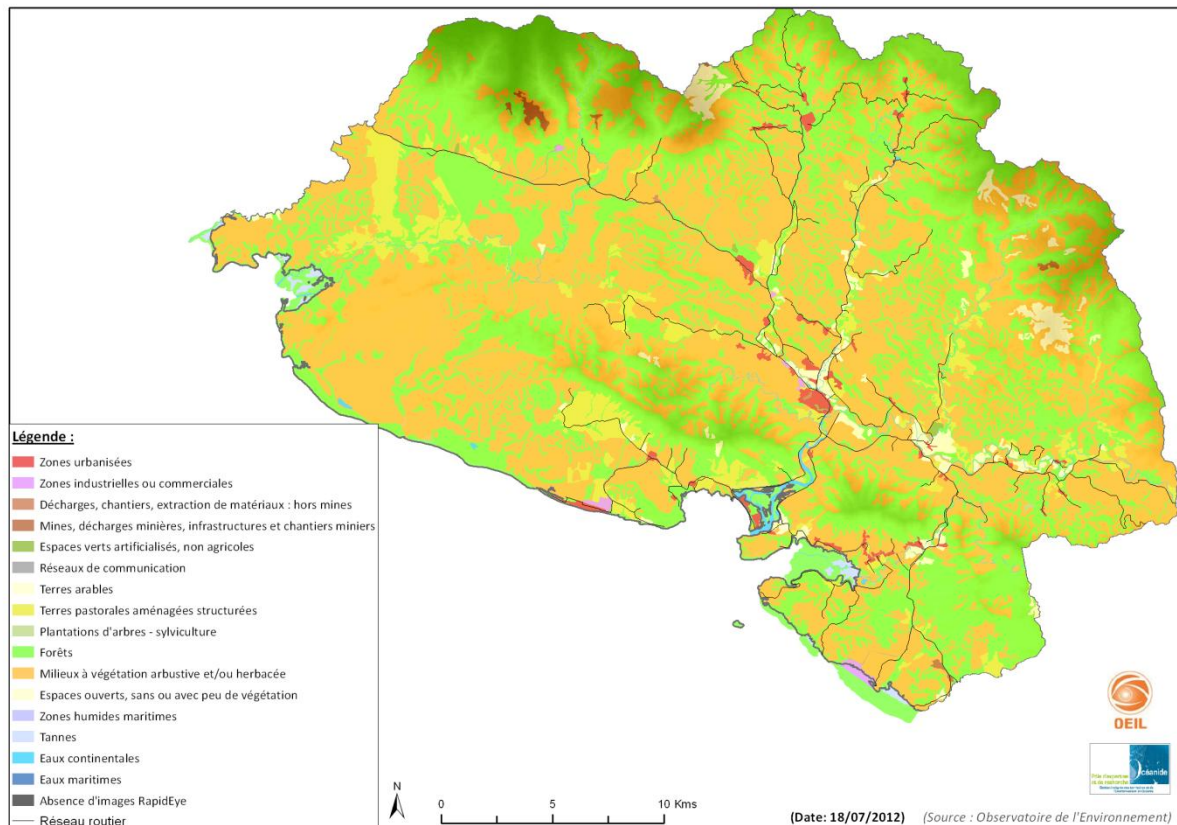 Légende :
Zones urbanisées
Zones industrielles ou commerciales
Décharges, chantiers, extraction de matériaux : hors mines
Mines, décharges minières, infrastructures et chantiers miniers
Espaces verts artificialisés, non agricoles
Réseaux de communication
Terres arables
Terres pastorales aménagées structurées
Plantations d'arbres - sylviculture
Forêts
Milieux à végétation arbustive et/ou herbacée
Espaces ouverts, sans ou avec peu de végétation
Zones humides maritimes
Tannes
Eaux continentales
Eaux maritimes
Absence d'images RapidEye
Réseau routier
N
0 5 10 Kms
OEIL
Océanide
(Date: 18/07/2012) (Source : Observatoire de l'Environnement)